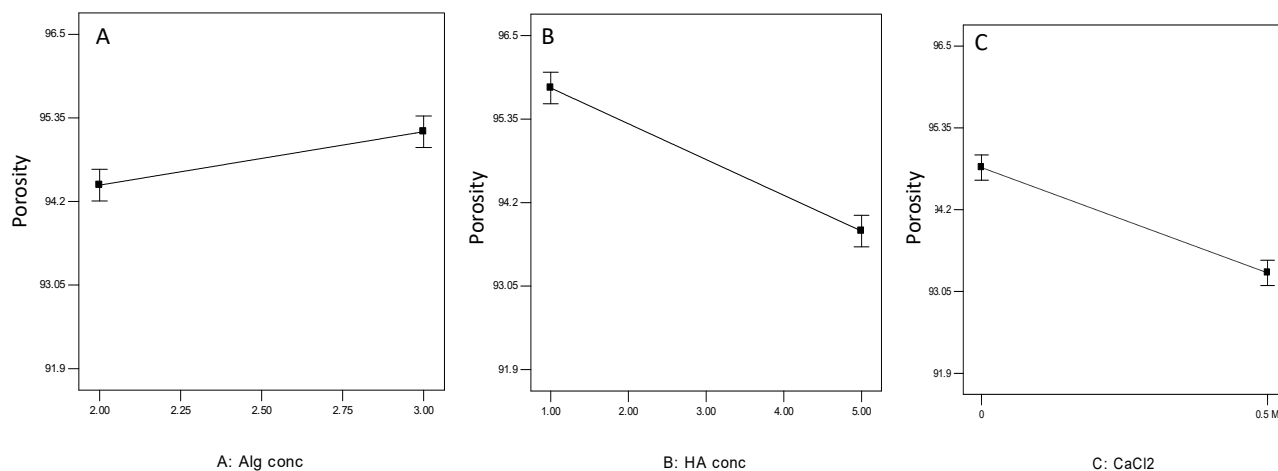 A
96.5
95.35
94.2
93.05
91.9
Porosity
2.00 2.25 2.50 2.75 3.00
A: Alg conc
B
96.5
95.35
94.2
93.05
91.9
Porosity
1.00 2.00 3.00 4.00 5.00
B: HA conc
C
96.5
95.35
94.2
93.05
91.9
Porosity
0 0.5 M
C: CaCl2